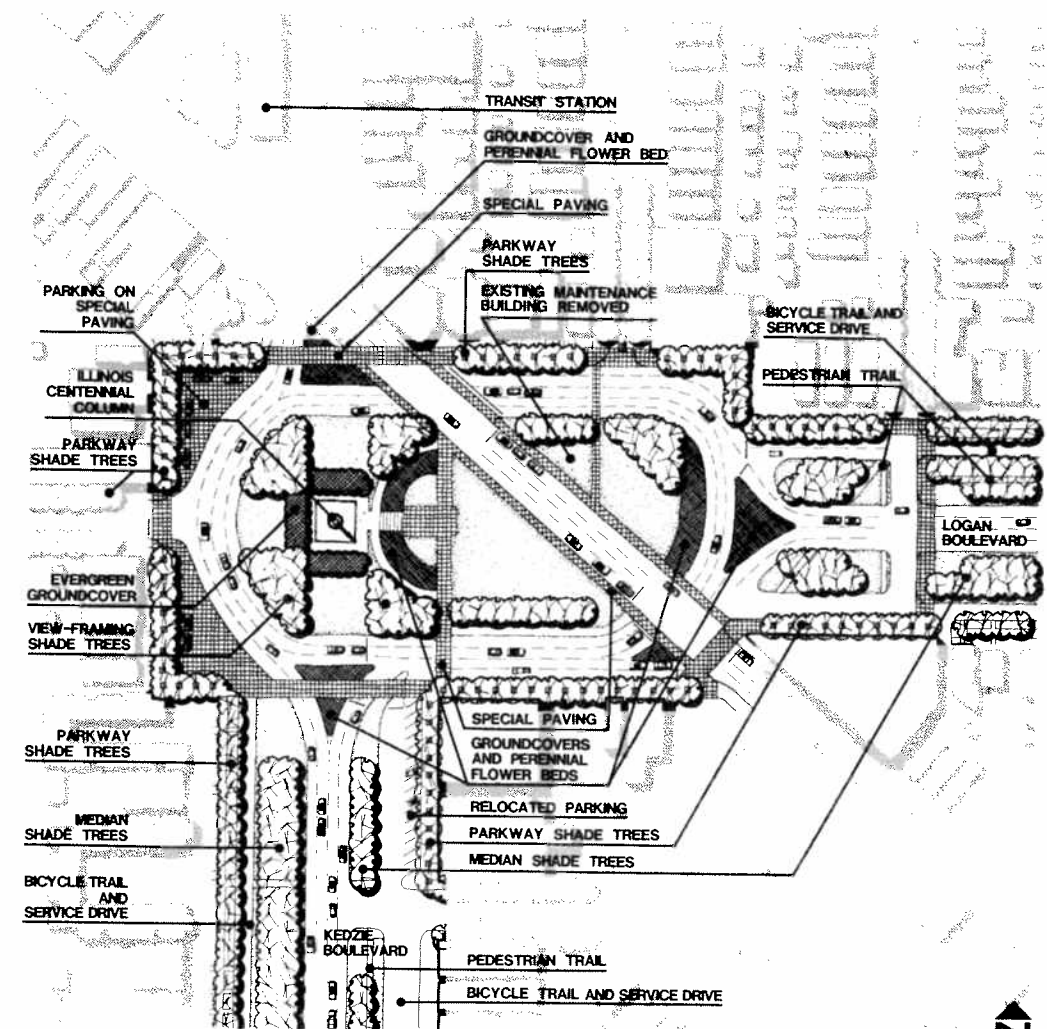 TRANSIT STATION
GROUNDCOVER AND
PERENNIAL FLOWER BED
SPECIAL PAVING
PARKWAY
SHADE TREES
EXISTING MAINTENANCE
BUILDING REMOVED
PARKING ON
SPECIAL
PAVING
ILLINOIS
CENTENNIAL
COLUMN
PARKWAY
SHADE TREES
BICYCLE TRAIL AND
SERVICE DRIVE
PEDESTRIAN TRAIL
LOGAN
BOULEVARD
EVERGREEN
GROUNDCOVER
VIEW-FRAMING
SHADE TREES
PARKWAY
SHADE TREES
MEDIAN
SHADE TREES
BICYCLE TRAIL
AND
SERVICE DRIVE
SPECIAL PAVING
GROUNDCOVERS
AND PERENNIAL
FLOWER BEDS
RELOCATED PARKING
PARKWAY SHADE TREES
MEDIAN SHADE TREES
KEDZIE
BOULEVARD
PEDESTRIAN TRAIL
BICYCLE TRAIL AND SERVICE DRIVE
N